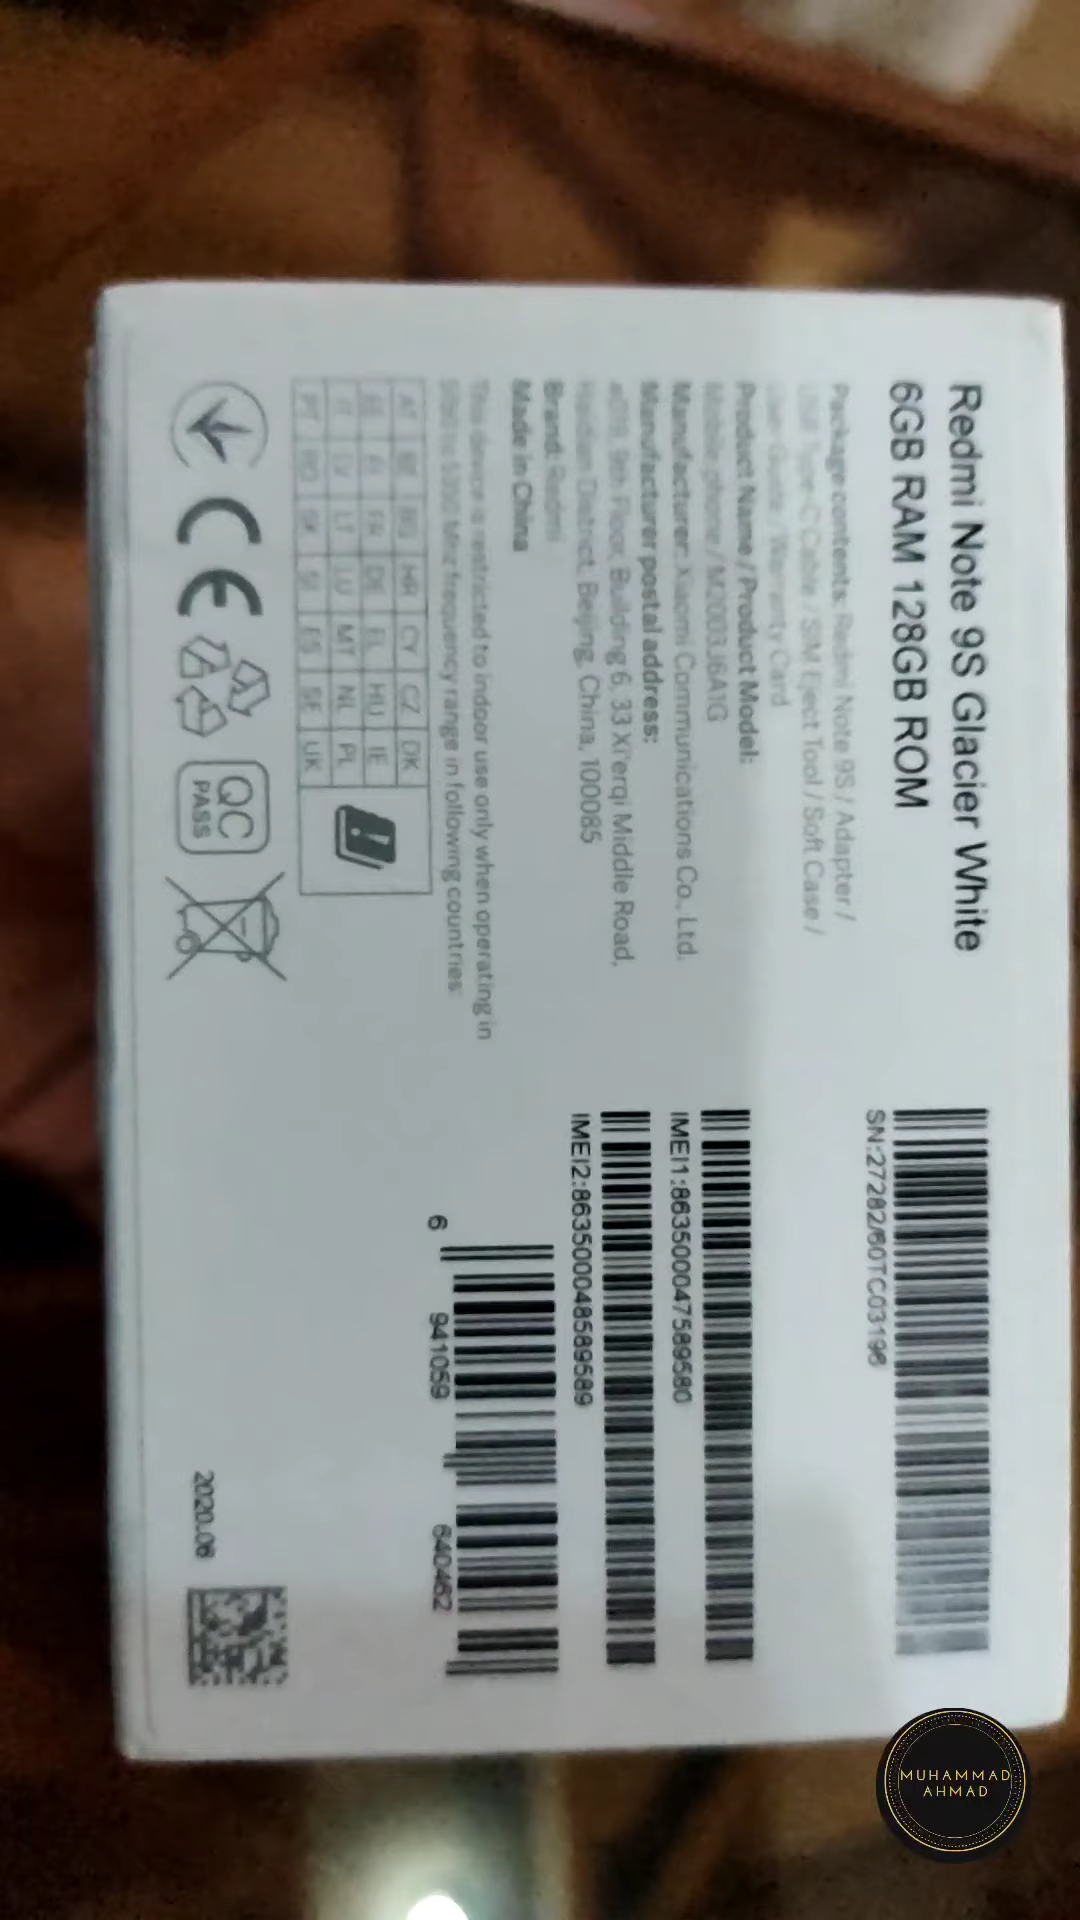 Redmi Note 9S Glacier White
6GB RAM 128GB ROM
Package contents: Redmi Note 9S / Adapter /
USB Type-C Cable / SIM Eject Tool / Soft Case /
User Guide / Warranty Card
Product Name / Product Model:
Mobile phone / M2003J6A1G
Manufacturer: Xiaomi Communications Co., Ltd.
Manufacturer postal address:
#019, 9th Floor, Building 6, 33 Xi'erqi Middle Road,
Haidian District, Beijing, China, 100085
Brand: Redmi
Made in China
This device is restricted to indoor use only when operating in
5150 to 5350 MHz frequency range in following countries:
AT BE BG HR CY CZ DK
EE FI FR DE EL HU IE
IT LV LT LU MT NL PL
PT RO SK SI ES SE UK
CE
QC
PASS
SN:27282/60TC03196
IMEI1:863500047589580
IMEI2:863500048589589
6 941059 640462
2020.06
MUHAMMAD
AHMAD